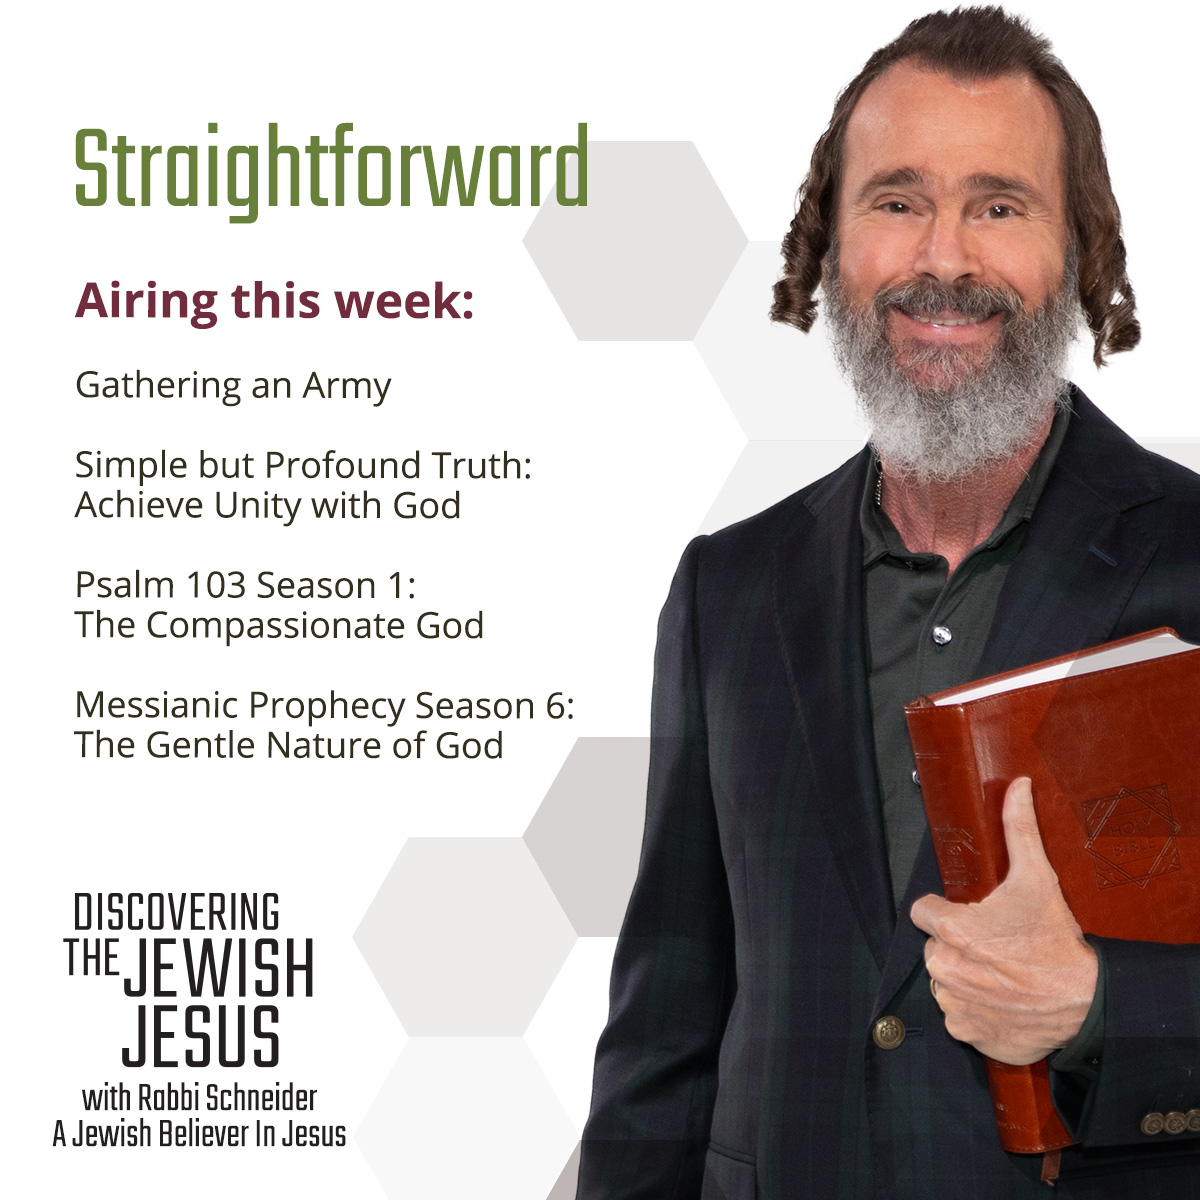 Straightforward
Airing this week:
Gathering an Army
Simple but Profound Truth:
Achieve Unity with God
Psalm 103 Season 1:
The Compassionate God
Messianic Prophecy Season 6:
The Gentle Nature of God
HOLY
BIBLE
DISCOVERING
THE JEWISH
JESUS
with Rabbi Schneider
A Jewish Believer In Jesus